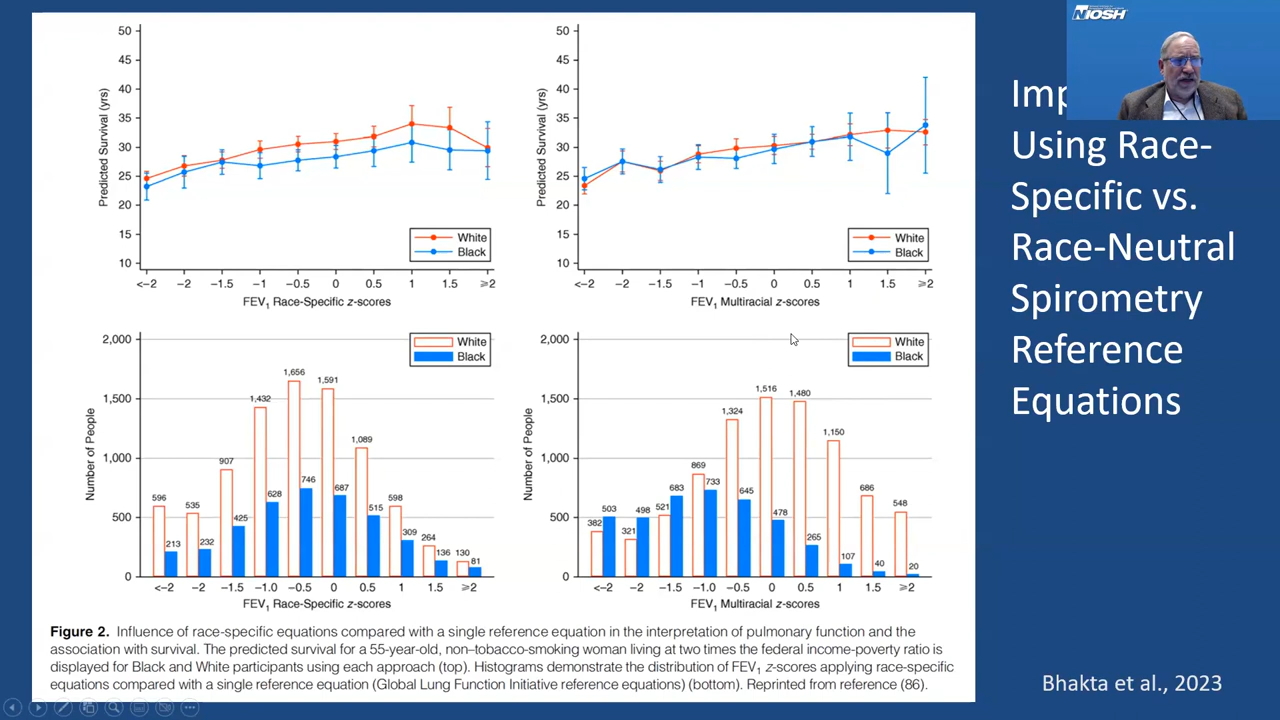 NIOSH
Imp
Using Race-
Specific vs.
Race-Neutral
Spirometry
Reference
Equations
50
45
40
35
30
25
20
15
10
Predicted Survival (yrs)
White
Black
<−2 −2 −1.5 −1 −0.5 0 0.5 1 1.5 ⩾2
FEV1 Race-Specific z-scores
50
45
40
35
30
25
20
15
10
Predicted Survival (yrs)
White
Black
<−2 −2 −1.5 −1 −0.5 0 0.5 1 1.5 ⩾2
FEV1 Multiracial z-scores
2,000
1,500
1,000
500
0
Number of People
White
Black
596 535 907 1,432 1,656 1,591 1,089 598 264 130
213 232 425 628 746 687 515 309 136 81
<−2 −2 −1.5 −1.0 −0.5 0 0.5 1 1.5 ⩾2
FEV1 Race-Specific z-scores
2,000
1,500
1,000
500
0
Number of People
White
Black
382 321 521 869 1,324 1,516 1,480 1,150 686 548
503 498 683 733 645 478 265 107 40 20
<−2 −2 −1.5 −1.0 −0.5 0 0.5 1 1.5 ⩾2
FEV1 Multiracial z-scores
Figure 2. Influence of race-specific equations compared with a single reference equation in the interpretation of pulmonary function and the
association with survival. The predicted survival for a 55-year-old, non–tobacco-smoking woman living at two times the federal income-poverty ratio is
displayed for Black and White participants using each approach (top). Histograms demonstrate the distribution of FEV1 z-scores applying race-specific
equations compared with a single reference equation (Global Lung Function Initiative reference equations) (bottom). Reprinted from reference (86).
Bhakta et al., 2023